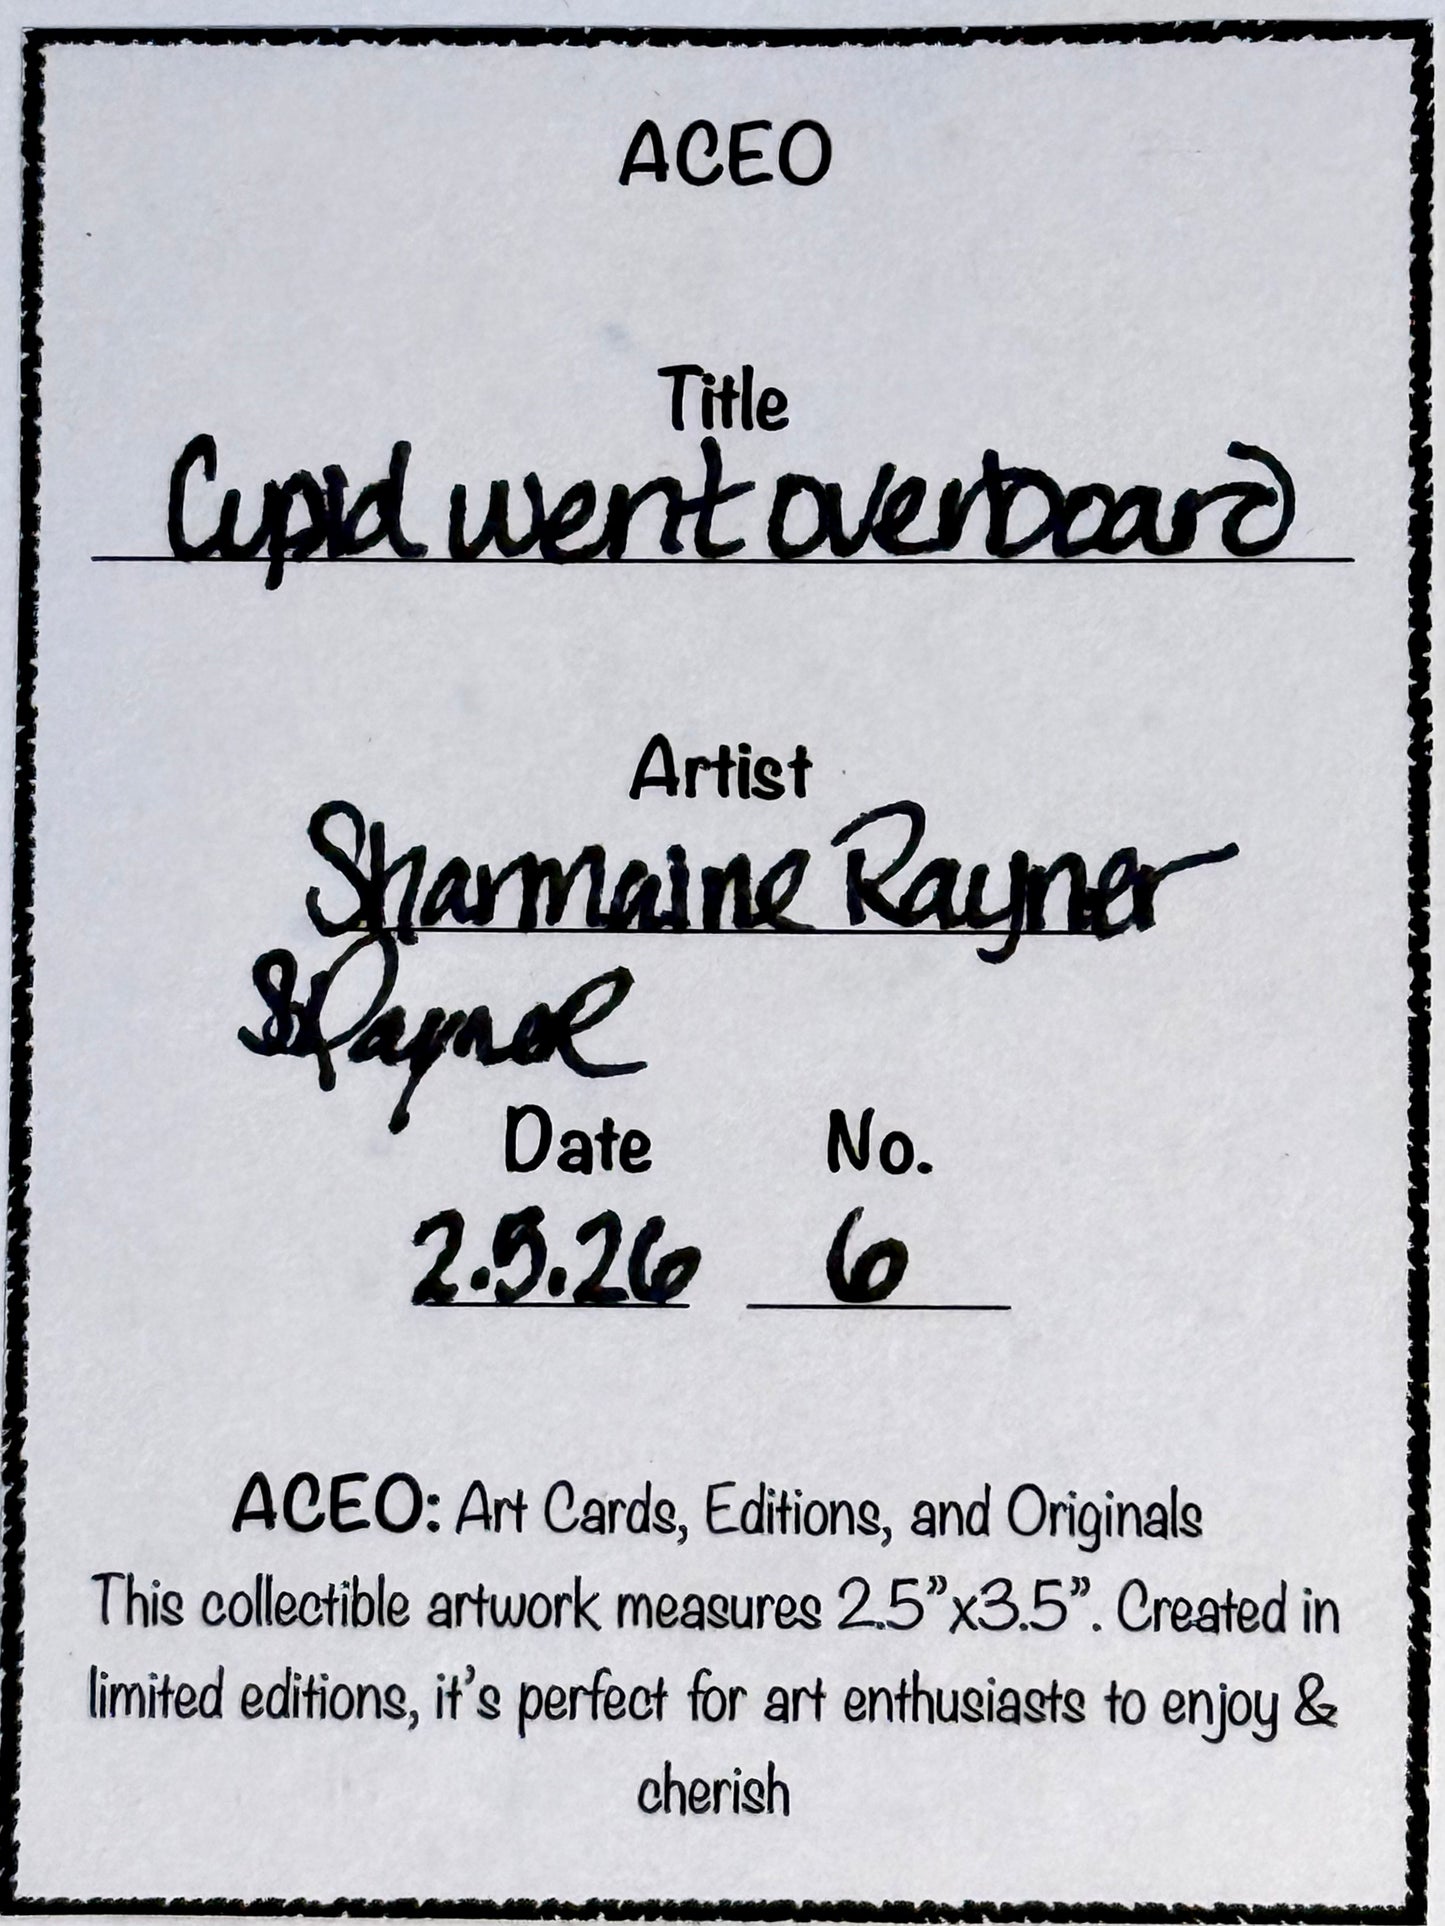 ACEO
Title
Cupid went overboard
Artist
Sharmaine Rayner
SRayner
Date No.
2.5.26 6
ACEO: Art Cards, Editions, and Originals
This collectible artwork measures 2.5”x3.5”. Created in
limited editions, it’s perfect for art enthusiasts to enjoy &
cherish